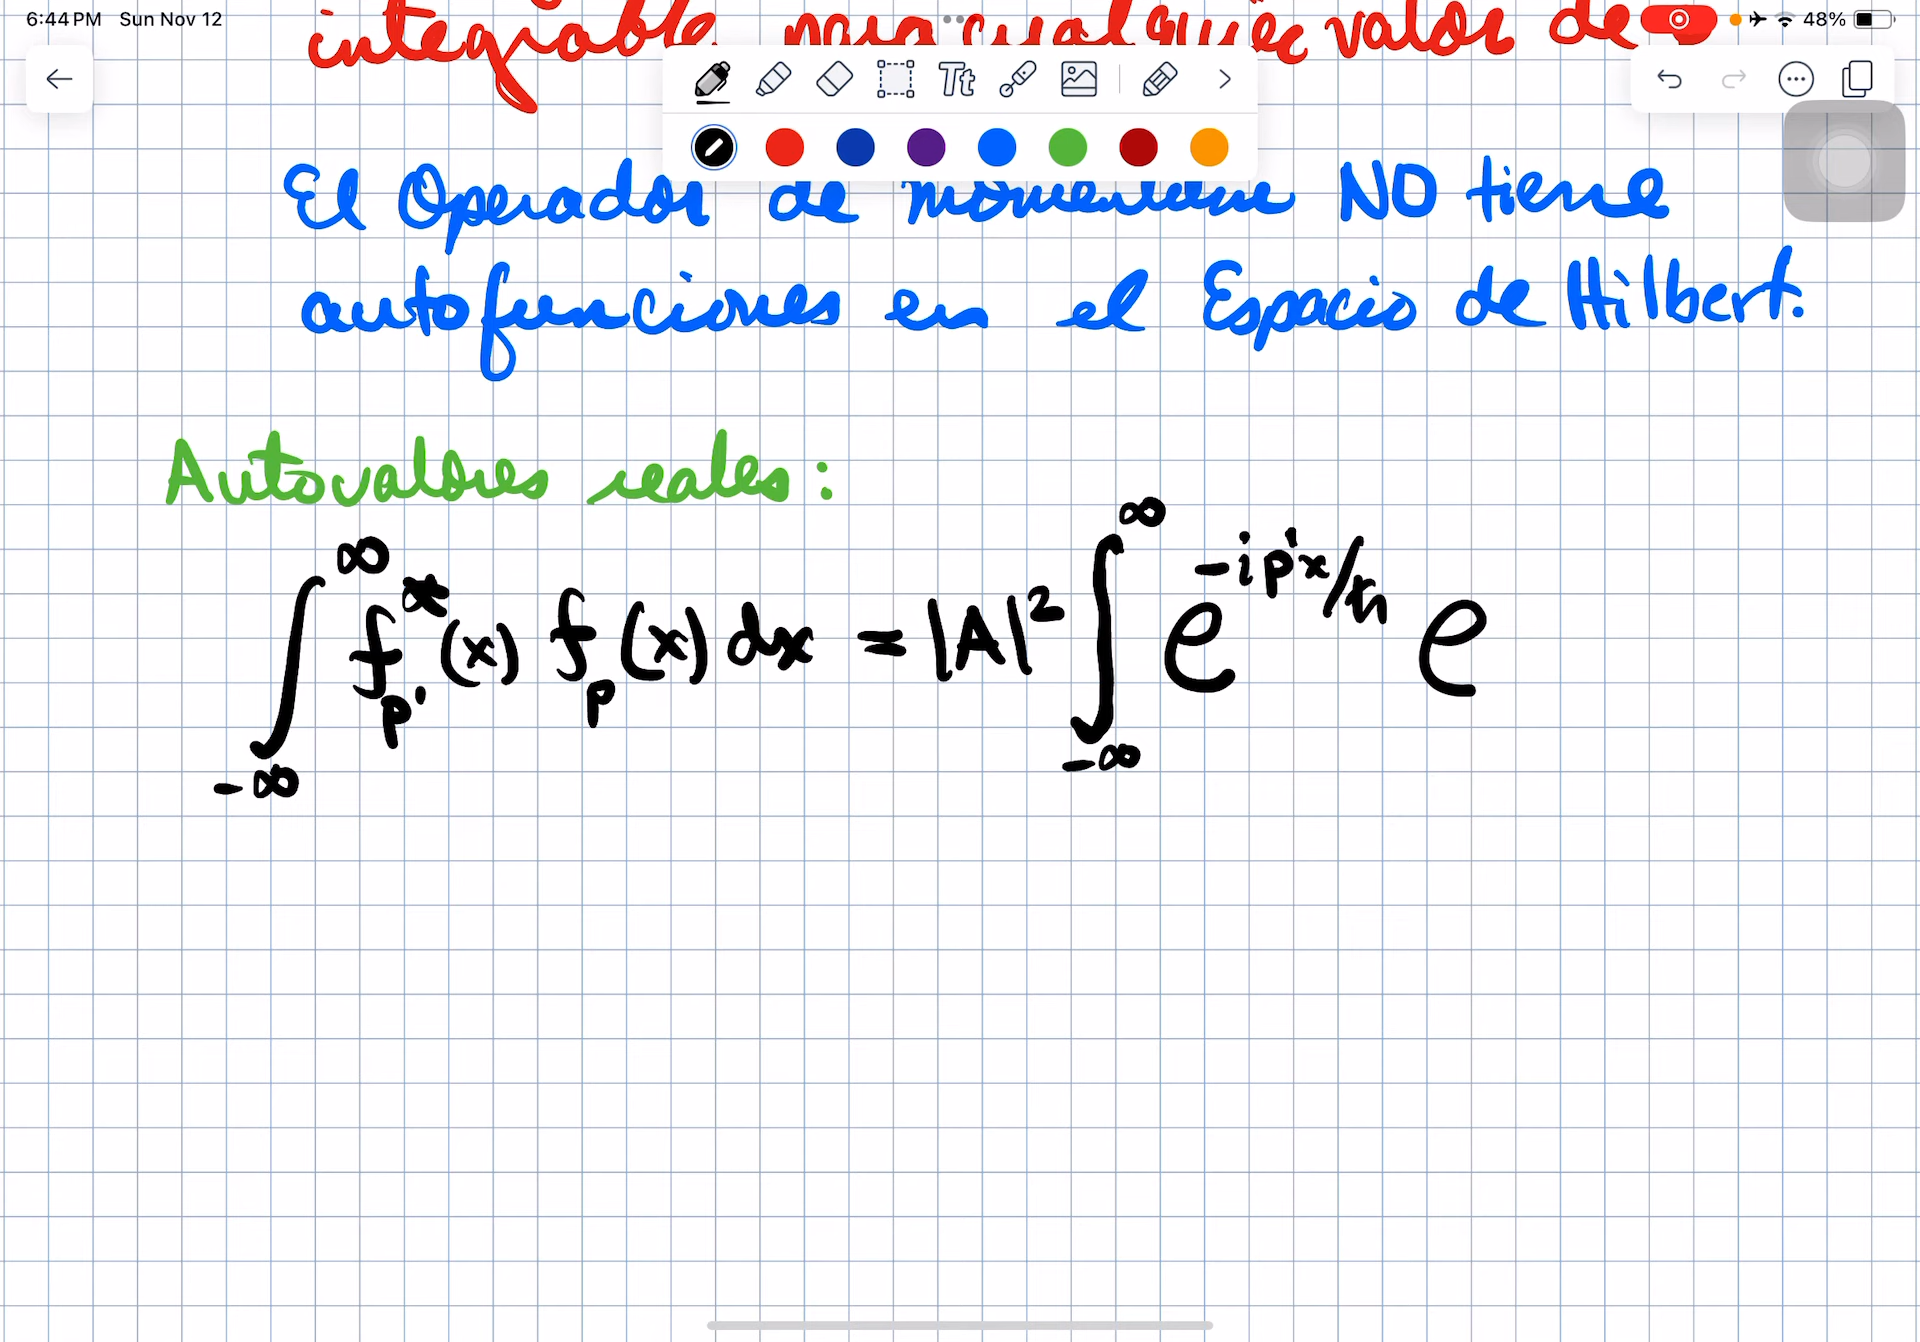 6:44 PM Sun Nov 12 48%
integrable para cualquier valor de
Tt
El Operador de momentum NO tiene
autofunciones en el Espacio de Hilbert.
Autovalores reales:
∫_{-∞}^{∞} f*_{p'}(x) f_p(x) dx = |A|² ∫_{-∞}^{∞} e^{-ip'x/ħ} e